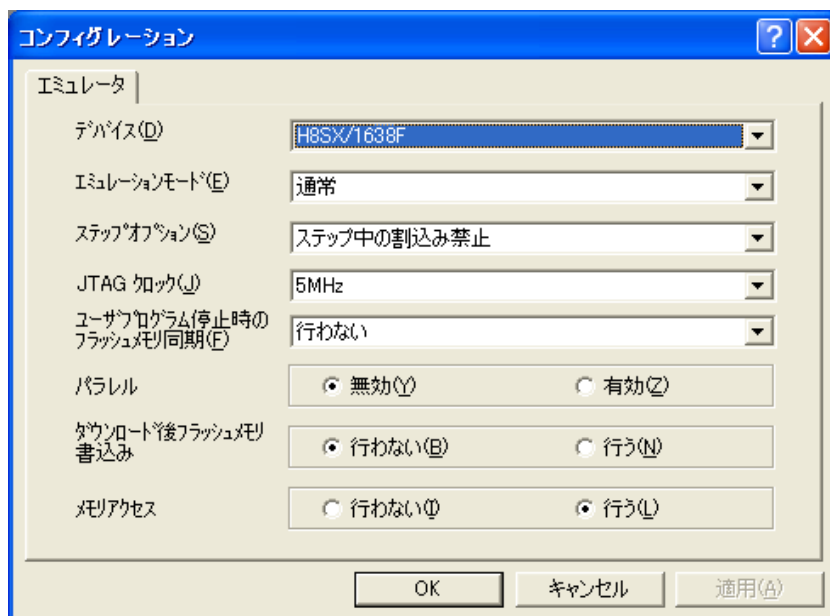 コンフィグレーション
エミュレータ
デバイス(D)
H8SX/1638F
エミュレーションモード(E)
通常
ステップオプション(S)
ステップ中の割込み禁止
JTAG クロック(J)
5MHz
ユーザプログラム停止時の
フラッシュメモリ同期(F)
行わない
パラレル
無効(Y)
有効(Z)
ダウンロード後フラッシュメモリ
書込み
行わない(B)
行う(N)
メモリアクセス
行わない(I)
行う(L)
OK
キャンセル
適用(A)